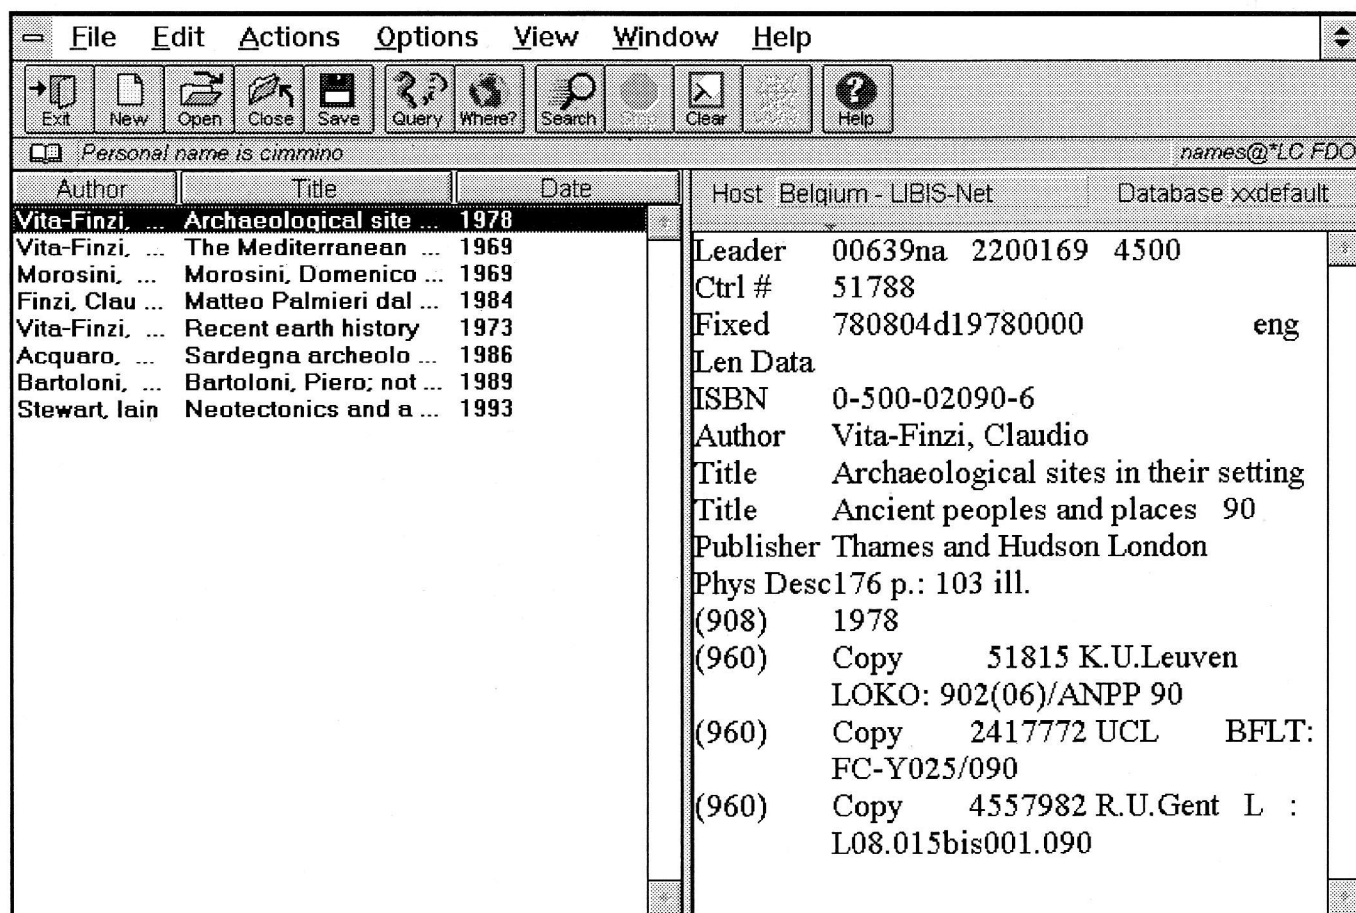 File Edit Actions Options View Window Help
Exit New Open Close Save Query Where? Search Stop Clear Help
Personal name is cimmino names@*LC FDO
Author Title Date
Vita-Finzi, ... Archaeological site ... 1978
Vita-Finzi, ... The Mediterranean ... 1969
Morosini, ... Morosini, Domenico ... 1969
Finzi, Clau ... Matteo Palmieri dal ... 1984
Vita-Finzi, ... Recent earth history 1973
Acquaro, ... Sardegna archeolo ... 1986
Bartoloni, ... Bartoloni, Piero; not ... 1989
Stewart, Iain Neotectonics and a ... 1993
Host Belgium - LIBIS-Net Database xxdefault
Leader 00639na 2200169 4500
Ctrl # 51788
Fixed 780804d19780000 eng
Len Data
ISBN 0-500-02090-6
Author Vita-Finzi, Claudio
Title Archaeological sites in their setting
Title Ancient peoples and places 90
Publisher Thames and Hudson London
Phys Desc 176 p.: 103 ill.
(908) 1978
(960) Copy 51815 K.U.Leuven
LOKO: 902(06)/ANPP 90
(960) Copy 2417772 UCL BFLT:
FC-Y025/090
(960) Copy 4557982 R.U.Gent L :
L08.015bis001.090